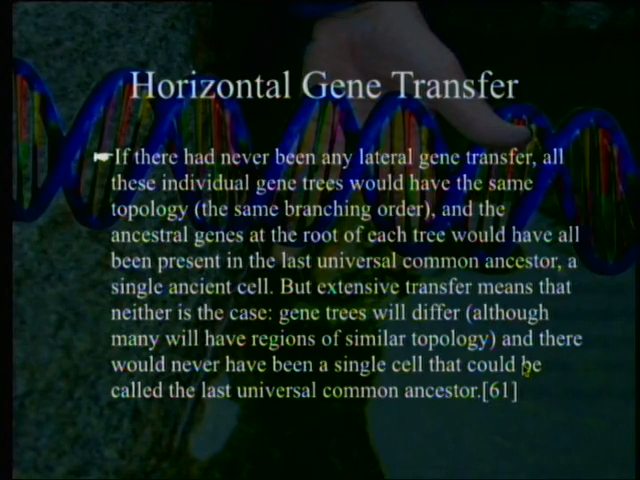 Horizontal Gene Transfer
If there had never been any lateral gene transfer, all
these individual gene trees would have the same
topology (the same branching order), and the
ancestral genes at the root of each tree would have all
been present in the last universal common ancestor, a
single ancient cell. But extensive transfer means that
neither is the case: gene trees will differ (although
many will have regions of similar topology) and there
would never have been a single cell that could be
called the last universal common ancestor.[61]